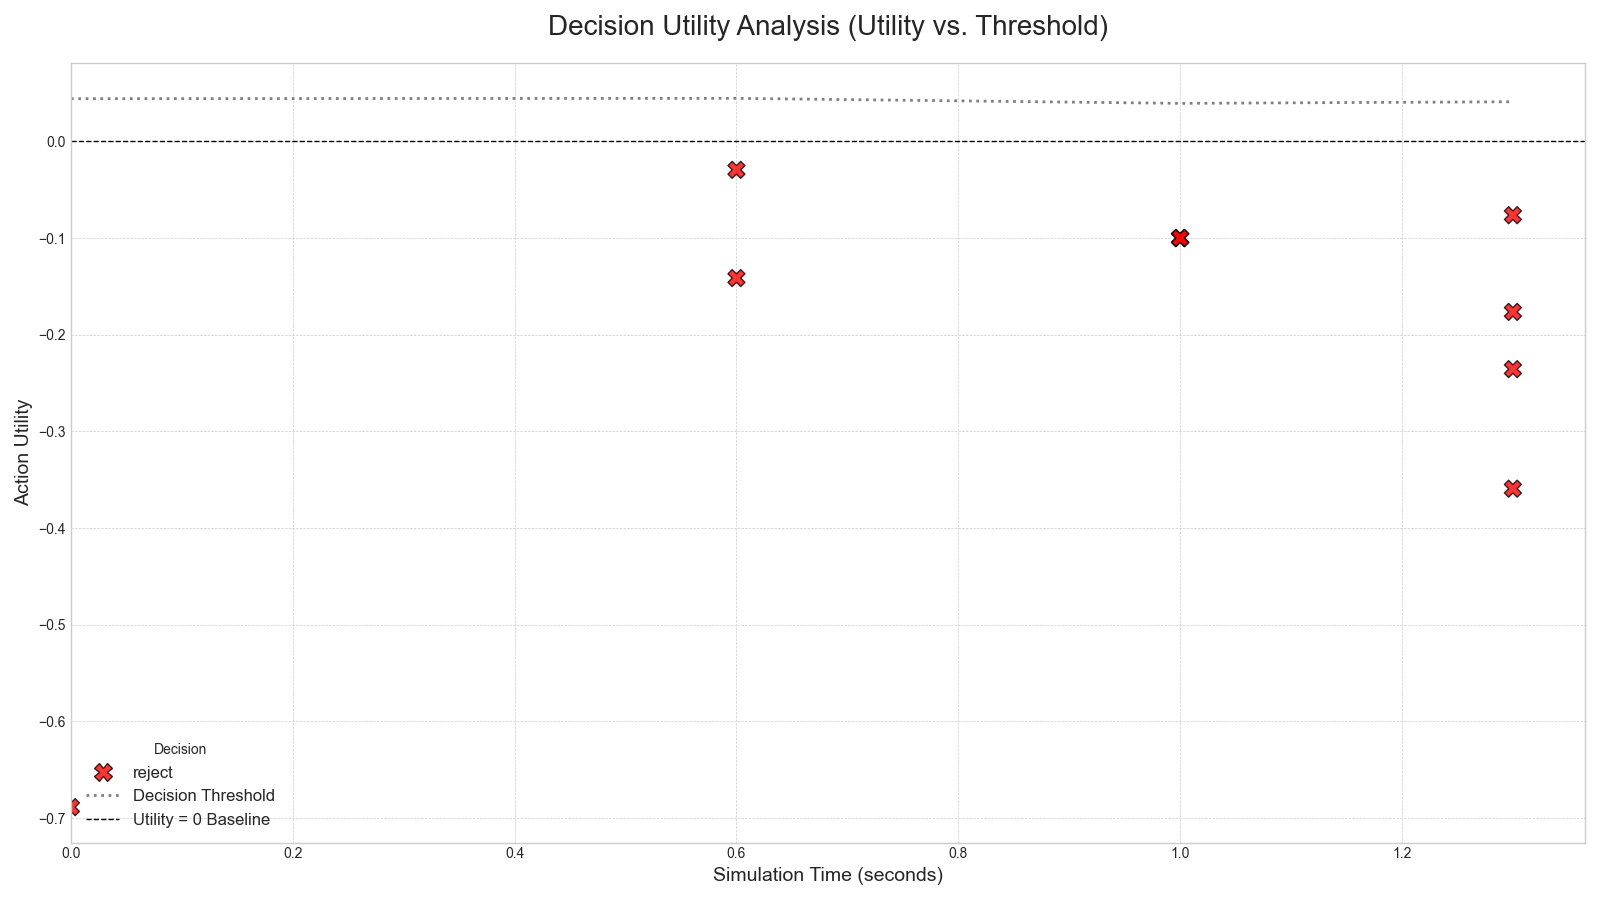 Decision Utility Analysis (Utility vs. Threshold)
Action Utility
0.0
−0.1
−0.2
−0.3
−0.4
−0.5
−0.6
−0.7
Decision
reject
Decision Threshold
Utility = 0 Baseline
0.0 0.2 0.4 0.6 0.8 1.0 1.2
Simulation Time (seconds)